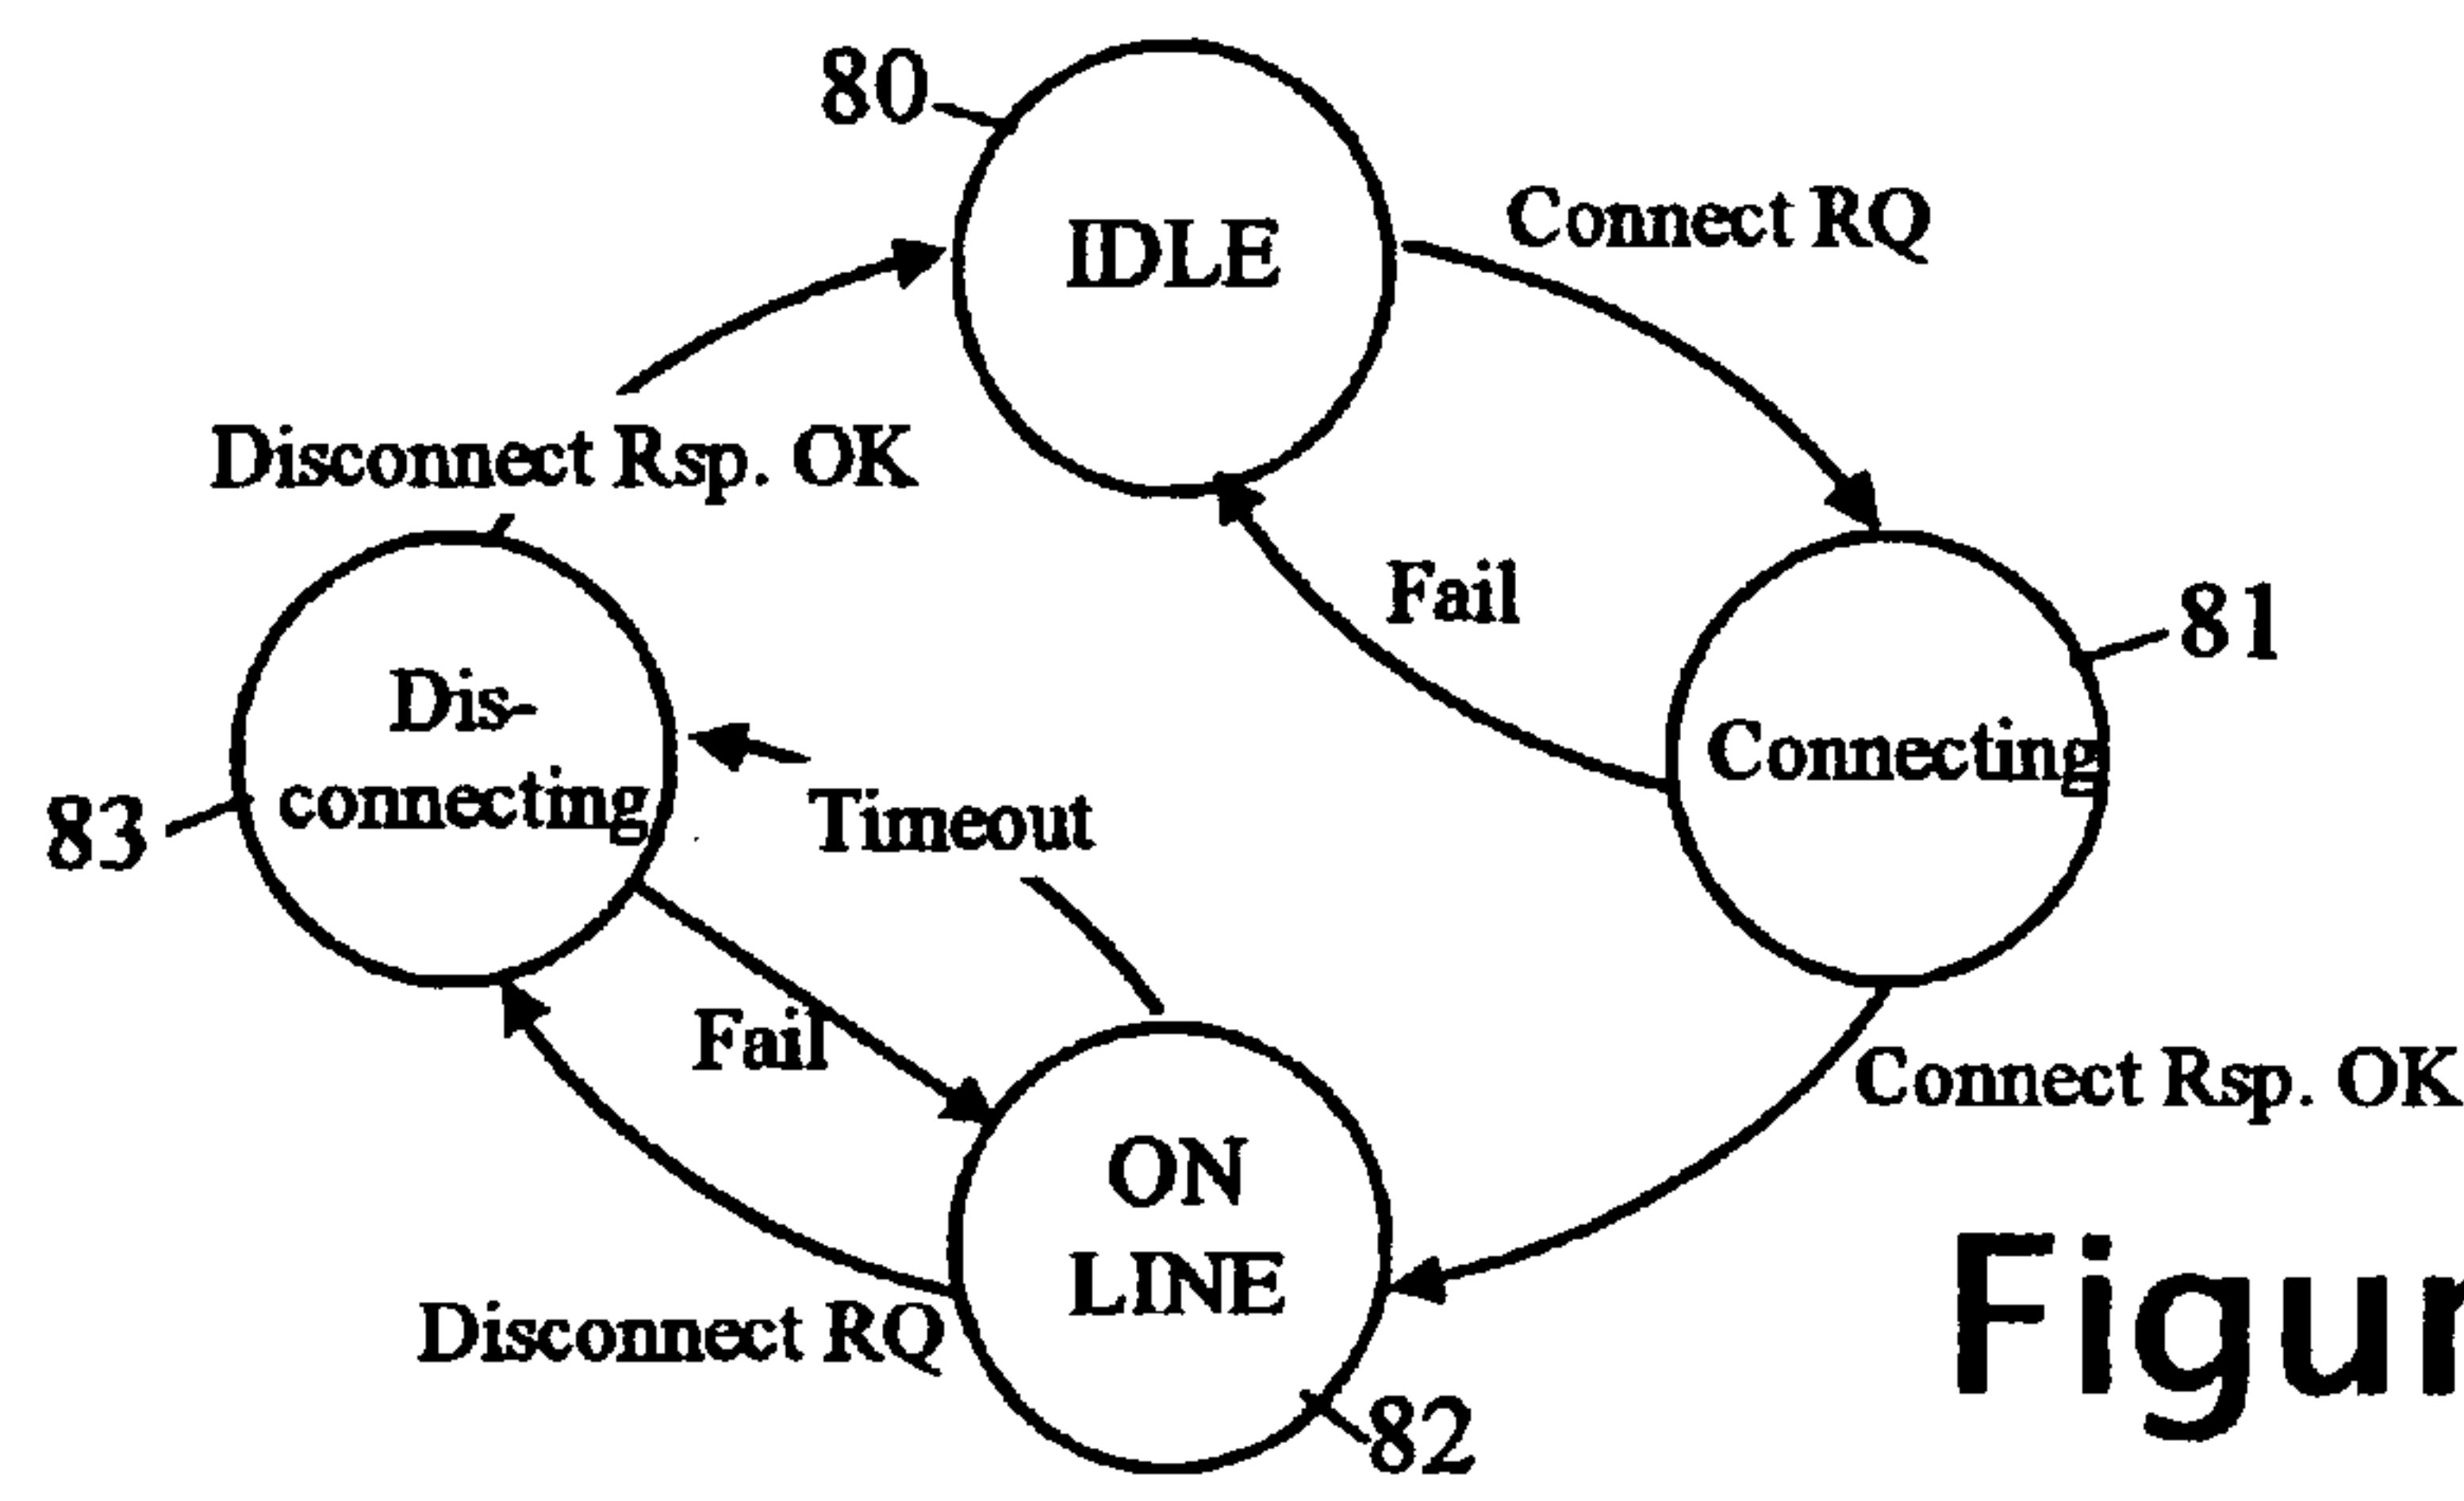 80
IDLE
Connect RQ
Disconnect Rsp. OK
Fail
81
Dis-
connecting
Connecting
83
Timeout
Fail
Connect Rsp. OK
ON
LINE
Disconnect RQ
82
Figur